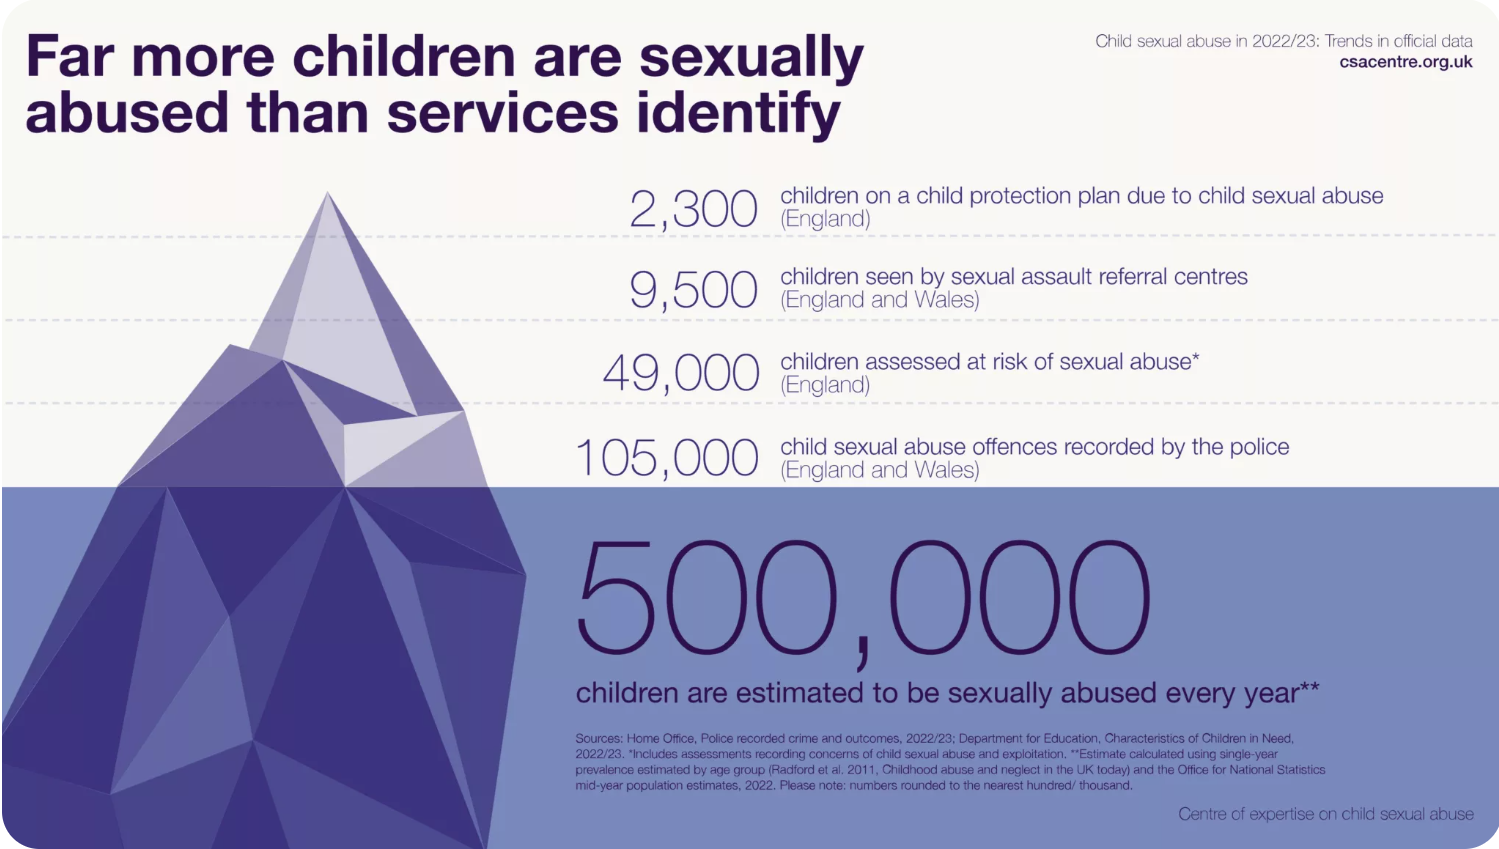 Far more children are sexually
abused than services identify
Child sexual abuse in 2022/23: Trends in official data
csacentre.org.uk
2,300 children on a child protection plan due to child sexual abuse
(England)
9,500 children seen by sexual assault referral centres
(England and Wales)
49,000 children assessed at risk of sexual abuse*
(England)
105,000 child sexual abuse offences recorded by the police
(England and Wales)
500,000
children are estimated to be sexually abused every year**
Sources: Home Office, Police recorded crime and outcomes, 2022/23; Department for Education, Characteristics of Children in Need,
2022/23. *Includes assessments recording concerns of child sexual abuse and exploitation. **Estimate calculated using single-year
prevalence estimated by age group (Radford et al. 2011, Childhood abuse and neglect in the UK today) and the Office for National Statistics
mid-year population estimates, 2022. Please note: numbers rounded to the nearest hundred/ thousand.
Centre of expertise on child sexual abuse